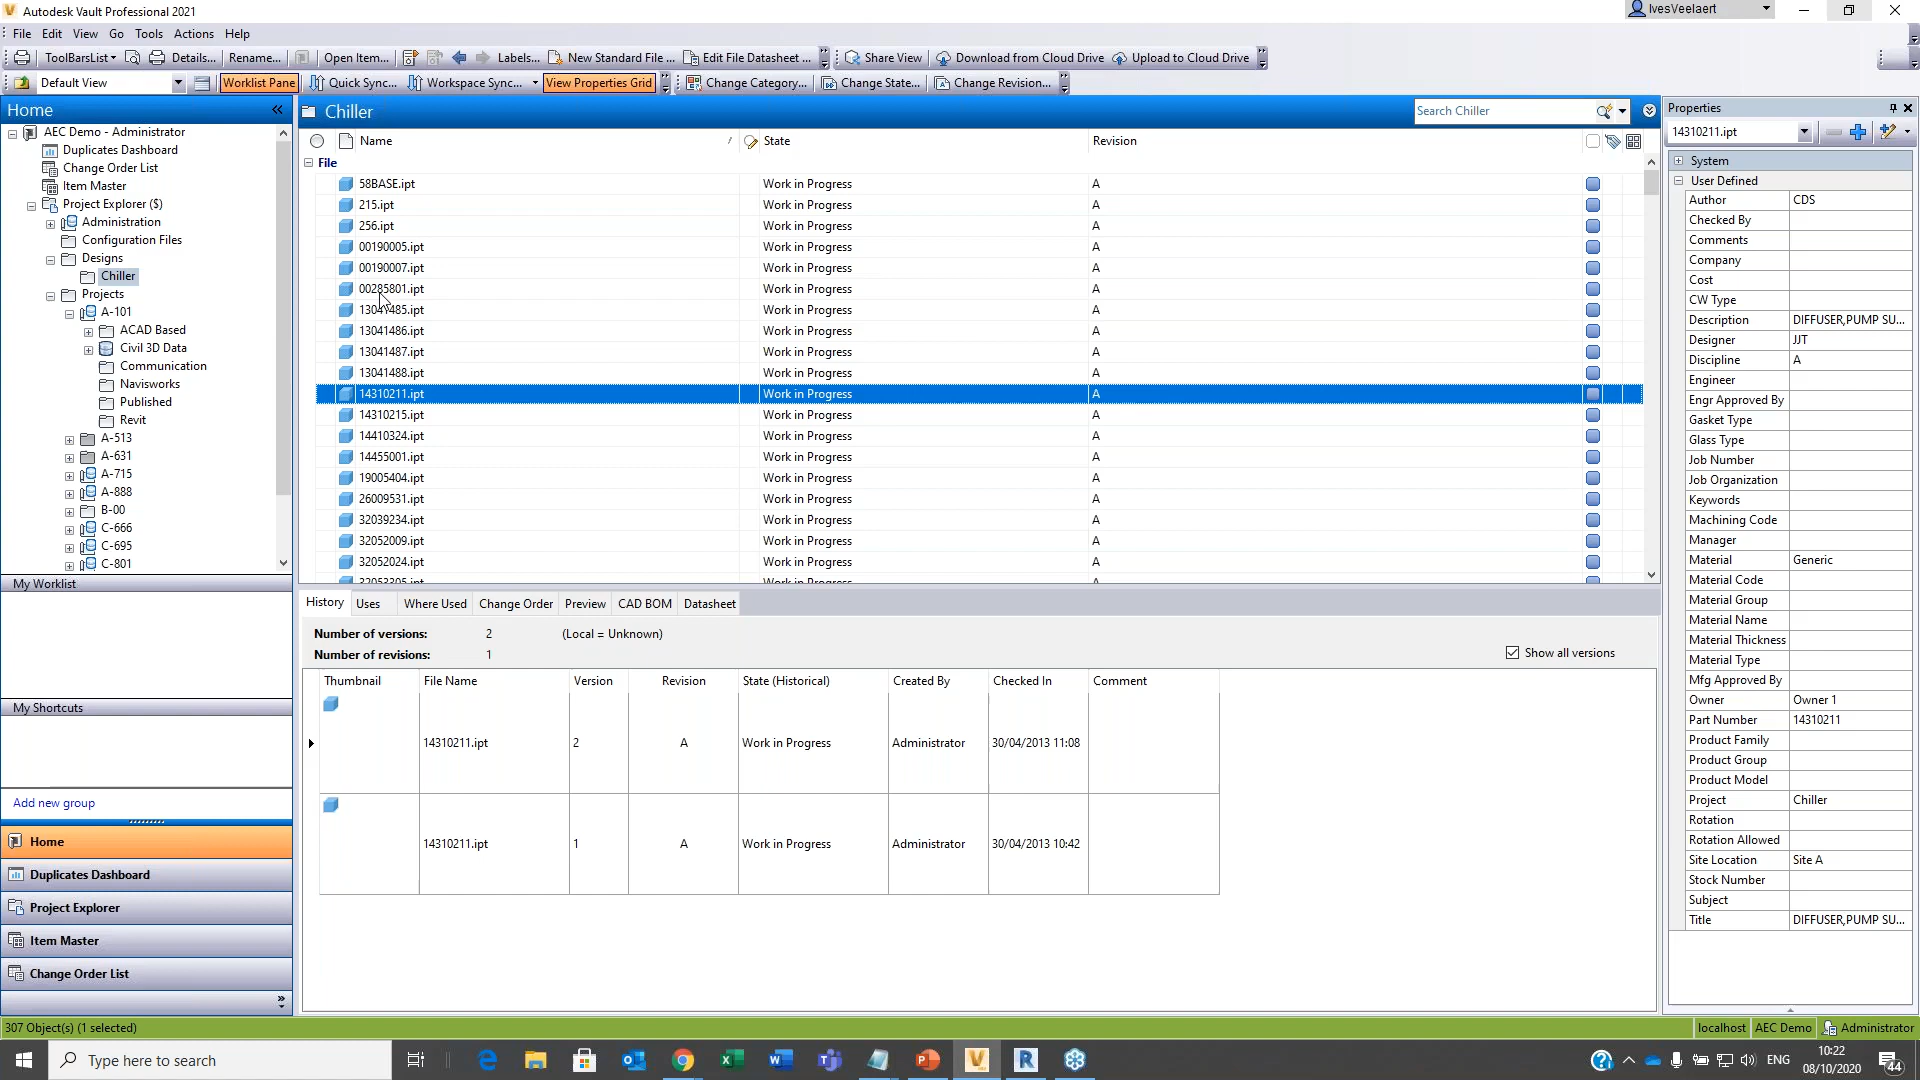 Autodesk Vault Professional 2021
IvesVeelaert
File Edit View Go Tools Actions Help
ToolBarsList Details... Rename... Open Item... Labels... New Standard File ... Edit File Datasheet ... Share View Download from Cloud Drive Upload to Cloud Drive
Default View Worklist Pane Quick Sync... Workspace Sync... View Properties Grid Change Category... Change State... Change Revision...
Home
AEC Demo - Administrator
Duplicates Dashboard
Change Order List
Item Master
Project Explorer ($)
Administration
Configuration Files
Designs
Chiller
Projects
A-101
ACAD Based
Civil 3D Data
Communication
Navisworks
Published
Revit
A-513
A-631
A-715
A-888
B-00
C-666
C-695
C-801
My Worklist
My Shortcuts
Add new group
Home
Duplicates Dashboard
Project Explorer
Item Master
Change Order List
Chiller
Search Chiller
Name / State Revision
File
58BASE.ipt Work in Progress A
215.ipt Work in Progress A
256.ipt Work in Progress A
00190005.ipt Work in Progress A
00190007.ipt Work in Progress A
00285801.ipt Work in Progress A
13041485.ipt Work in Progress A
13041486.ipt Work in Progress A
13041487.ipt Work in Progress A
13041488.ipt Work in Progress A
14310211.ipt Work in Progress A
14310215.ipt Work in Progress A
14410324.ipt Work in Progress A
14455001.ipt Work in Progress A
19005404.ipt Work in Progress A
26009531.ipt Work in Progress A
32039234.ipt Work in Progress A
32052009.ipt Work in Progress A
32052024.ipt Work in Progress A
32053305.ipt Work in Progress A
History Uses Where Used Change Order Preview CAD BOM Datasheet
Number of versions: 2 (Local = Unknown)
Number of revisions: 1
Show all versions
Thumbnail File Name Version Revision State (Historical) Created By Checked In Comment
14310211.ipt 2 A Work in Progress Administrator 30/04/2013 11:08
14310211.ipt 1 A Work in Progress Administrator 30/04/2013 10:42
Properties
14310211.ipt
System
User Defined
Author CDS
Checked By
Comments
Company
Cost
CW Type
Description DIFFUSER,PUMP SU...
Designer JJT
Discipline A
Engineer
Engr Approved By
Gasket Type
Glass Type
Job Number
Job Organization
Keywords
Machining Code
Manager
Material Generic
Material Code
Material Group
Material Name
Material Thickness
Material Type
Mfg Approved By
Owner Owner 1
Part Number 14310211
Product Family
Product Group
Product Model
Project Chiller
Rotation
Rotation Allowed
Site Location Site A
Stock Number
Subject
Title DIFFUSER,PUMP SU...
307 Object(s) (1 selected)
localhost AEC Demo Administrator
Type here to search
ENG
10:22
08/10/2020
44